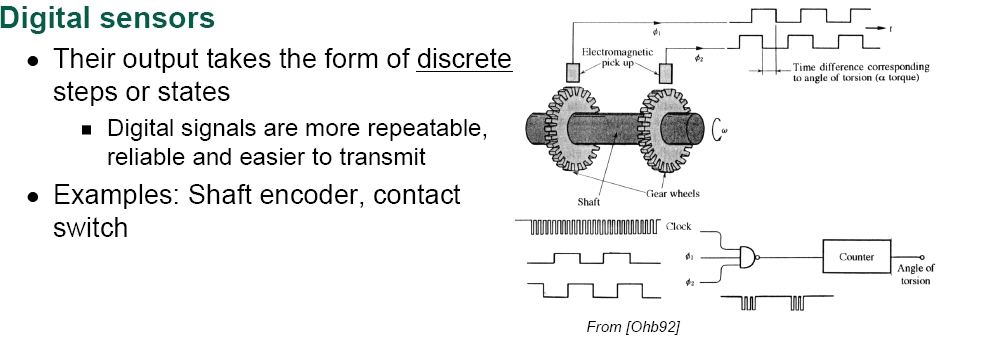 Digital sensors
● Their output takes the form of discrete
steps or states
■ Digital signals are more repeatable,
reliable and easier to transmit
● Examples: Shaft encoder, contact
switch
ϕ₁
t
Electromagnetic
pick up
ϕ₂
Time difference corresponding
to angle of torsion (α torque)
ω
Gear wheels
Shaft
Clock
ϕ₁
ϕ₂
Counter
Angle of
torsion
From [Ohb92]